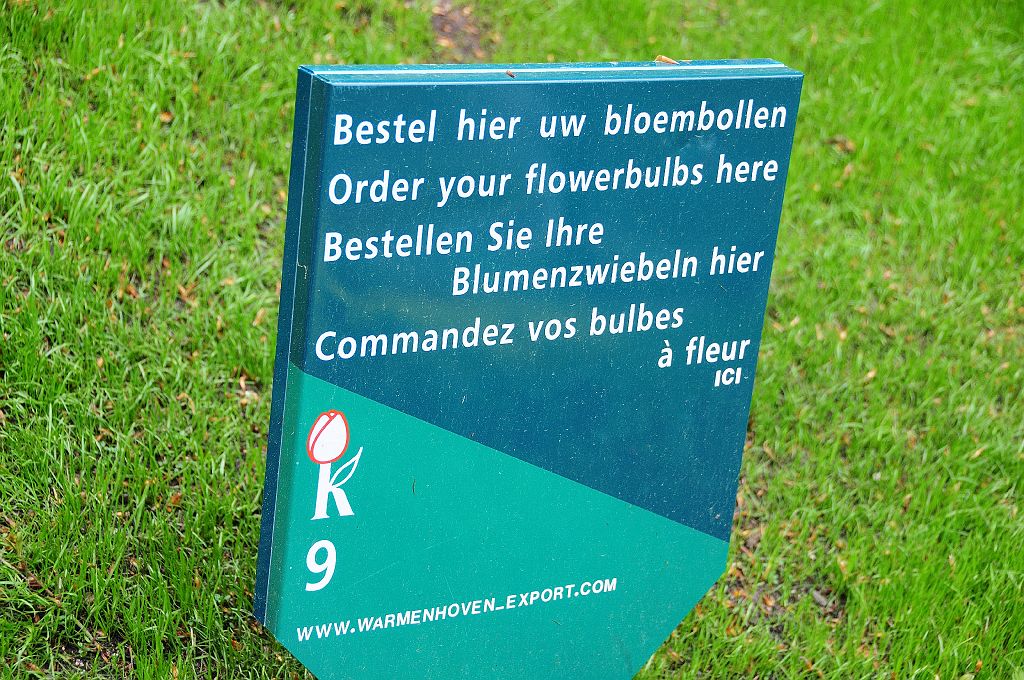 Bestel hier uw bloembollen
Order your flowerbulbs here
Bestellen Sie Ihre
Blumenzwiebeln hier
Commandez vos bulbes
à fleur
ICI
K
9
WWW.WARMENHOVEN_EXPORT.COM